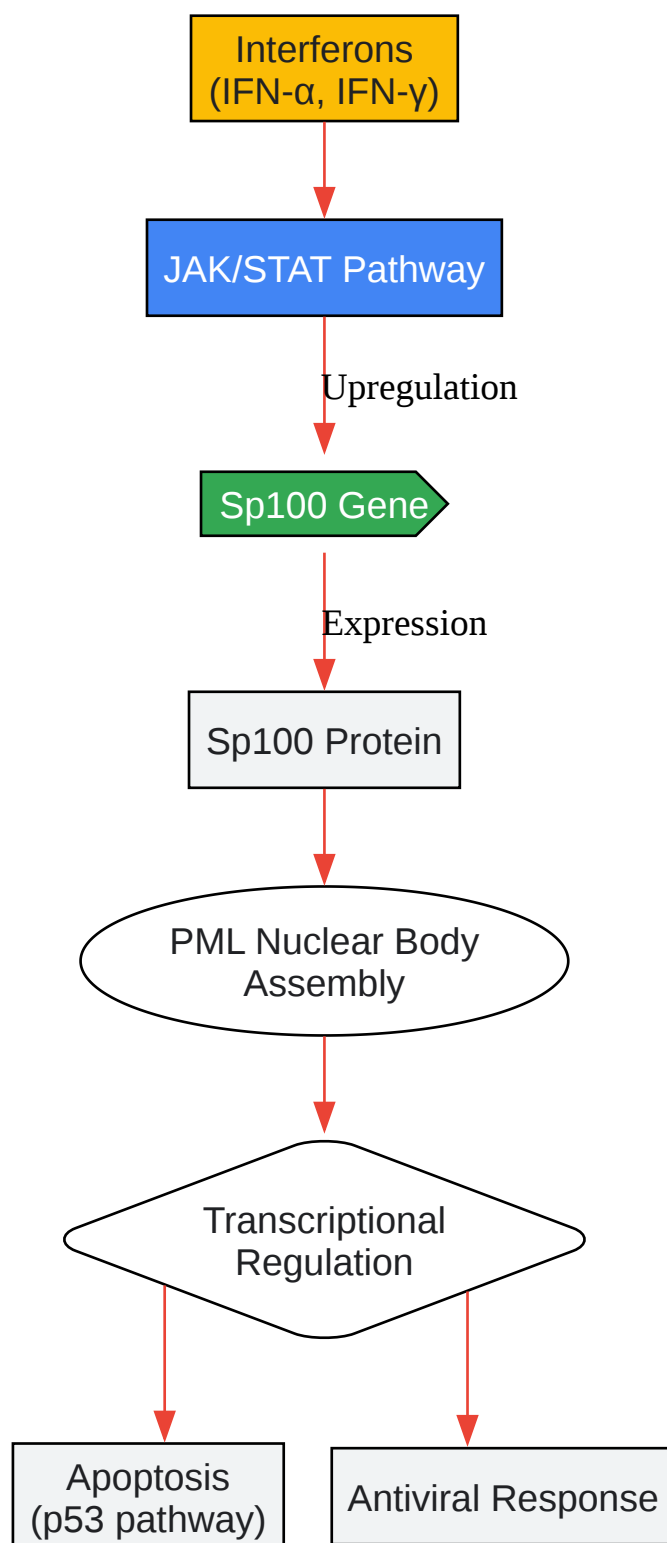 Interferons
(IFN-α, IFN-γ)
JAK/STAT Pathway
Upregulation
Sp100 Gene
Expression
Sp100 Protein
PML Nuclear Body
Assembly
Transcriptional
Regulation
Apoptosis
(p53 pathway)
Antiviral Response